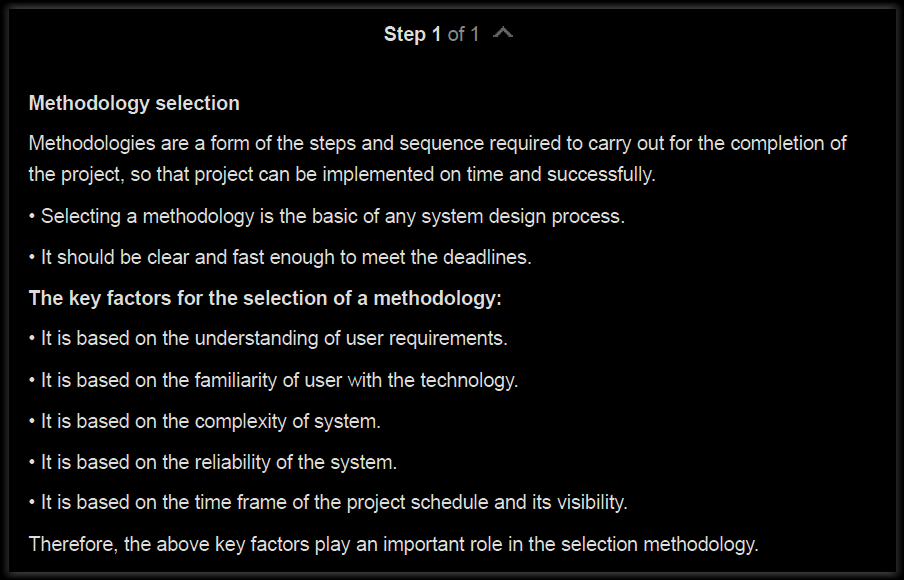 Step 1 of 1
Methodology selection
Methodologies are a form of the steps and sequence required to carry out for the completion of
the project, so that project can be implemented on time and successfully.
• Selecting a methodology is the basic of any system design process.
• It should be clear and fast enough to meet the deadlines.
The key factors for the selection of a methodology:
• It is based on the understanding of user requirements.
• It is based on the familiarity of user with the technology.
• It is based on the complexity of system.
• It is based on the reliability of the system.
• It is based on the time frame of the project schedule and its visibility.
Therefore, the above key factors play an important role in the selection methodology.